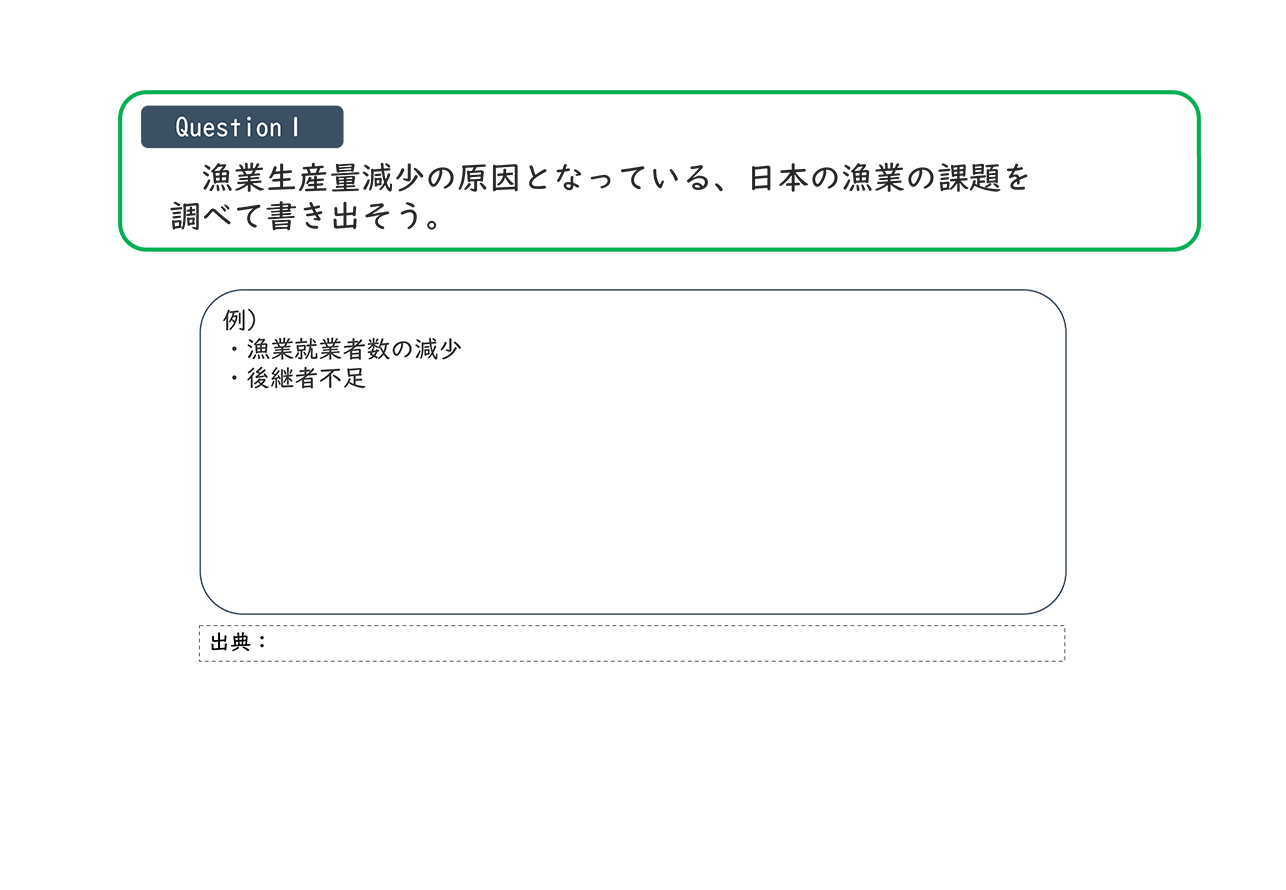 Question 1
漁業生産量減少の原因となっている、日本の漁業の課題を
調べて書き出そう。
例）
・漁業就業者数の減少
・後継者不足
出典：